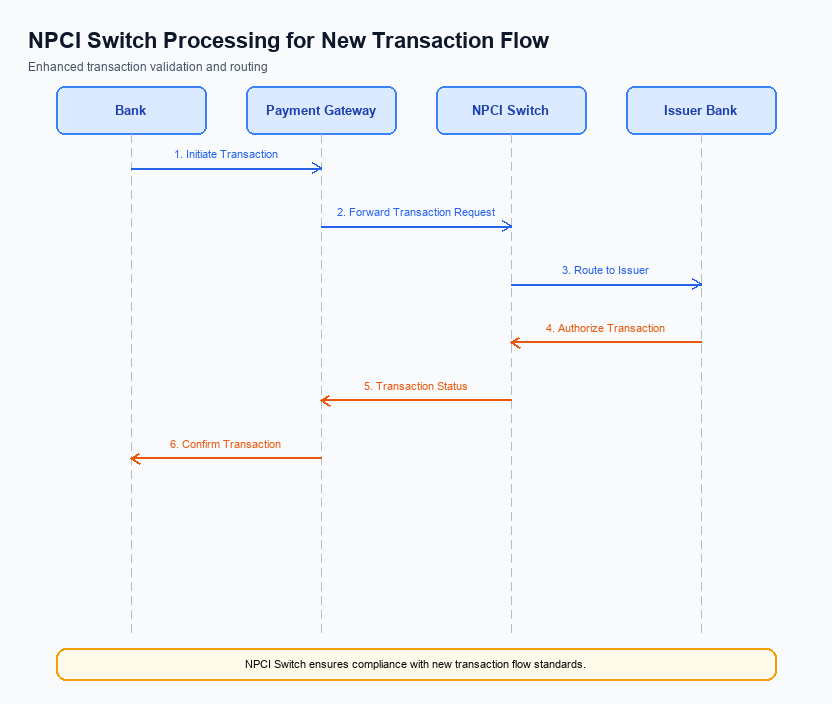 NPCI Switch Processing for New Transaction Flow
Enhanced transaction validation and routing
Bank
Payment Gateway
NPCI Switch
Issuer Bank
1. Initiate Transaction
2. Forward Transaction Request
3. Route to Issuer
4. Authorize Transaction
5. Transaction Status
6. Confirm Transaction
NPCI Switch ensures compliance with new transaction flow standards.